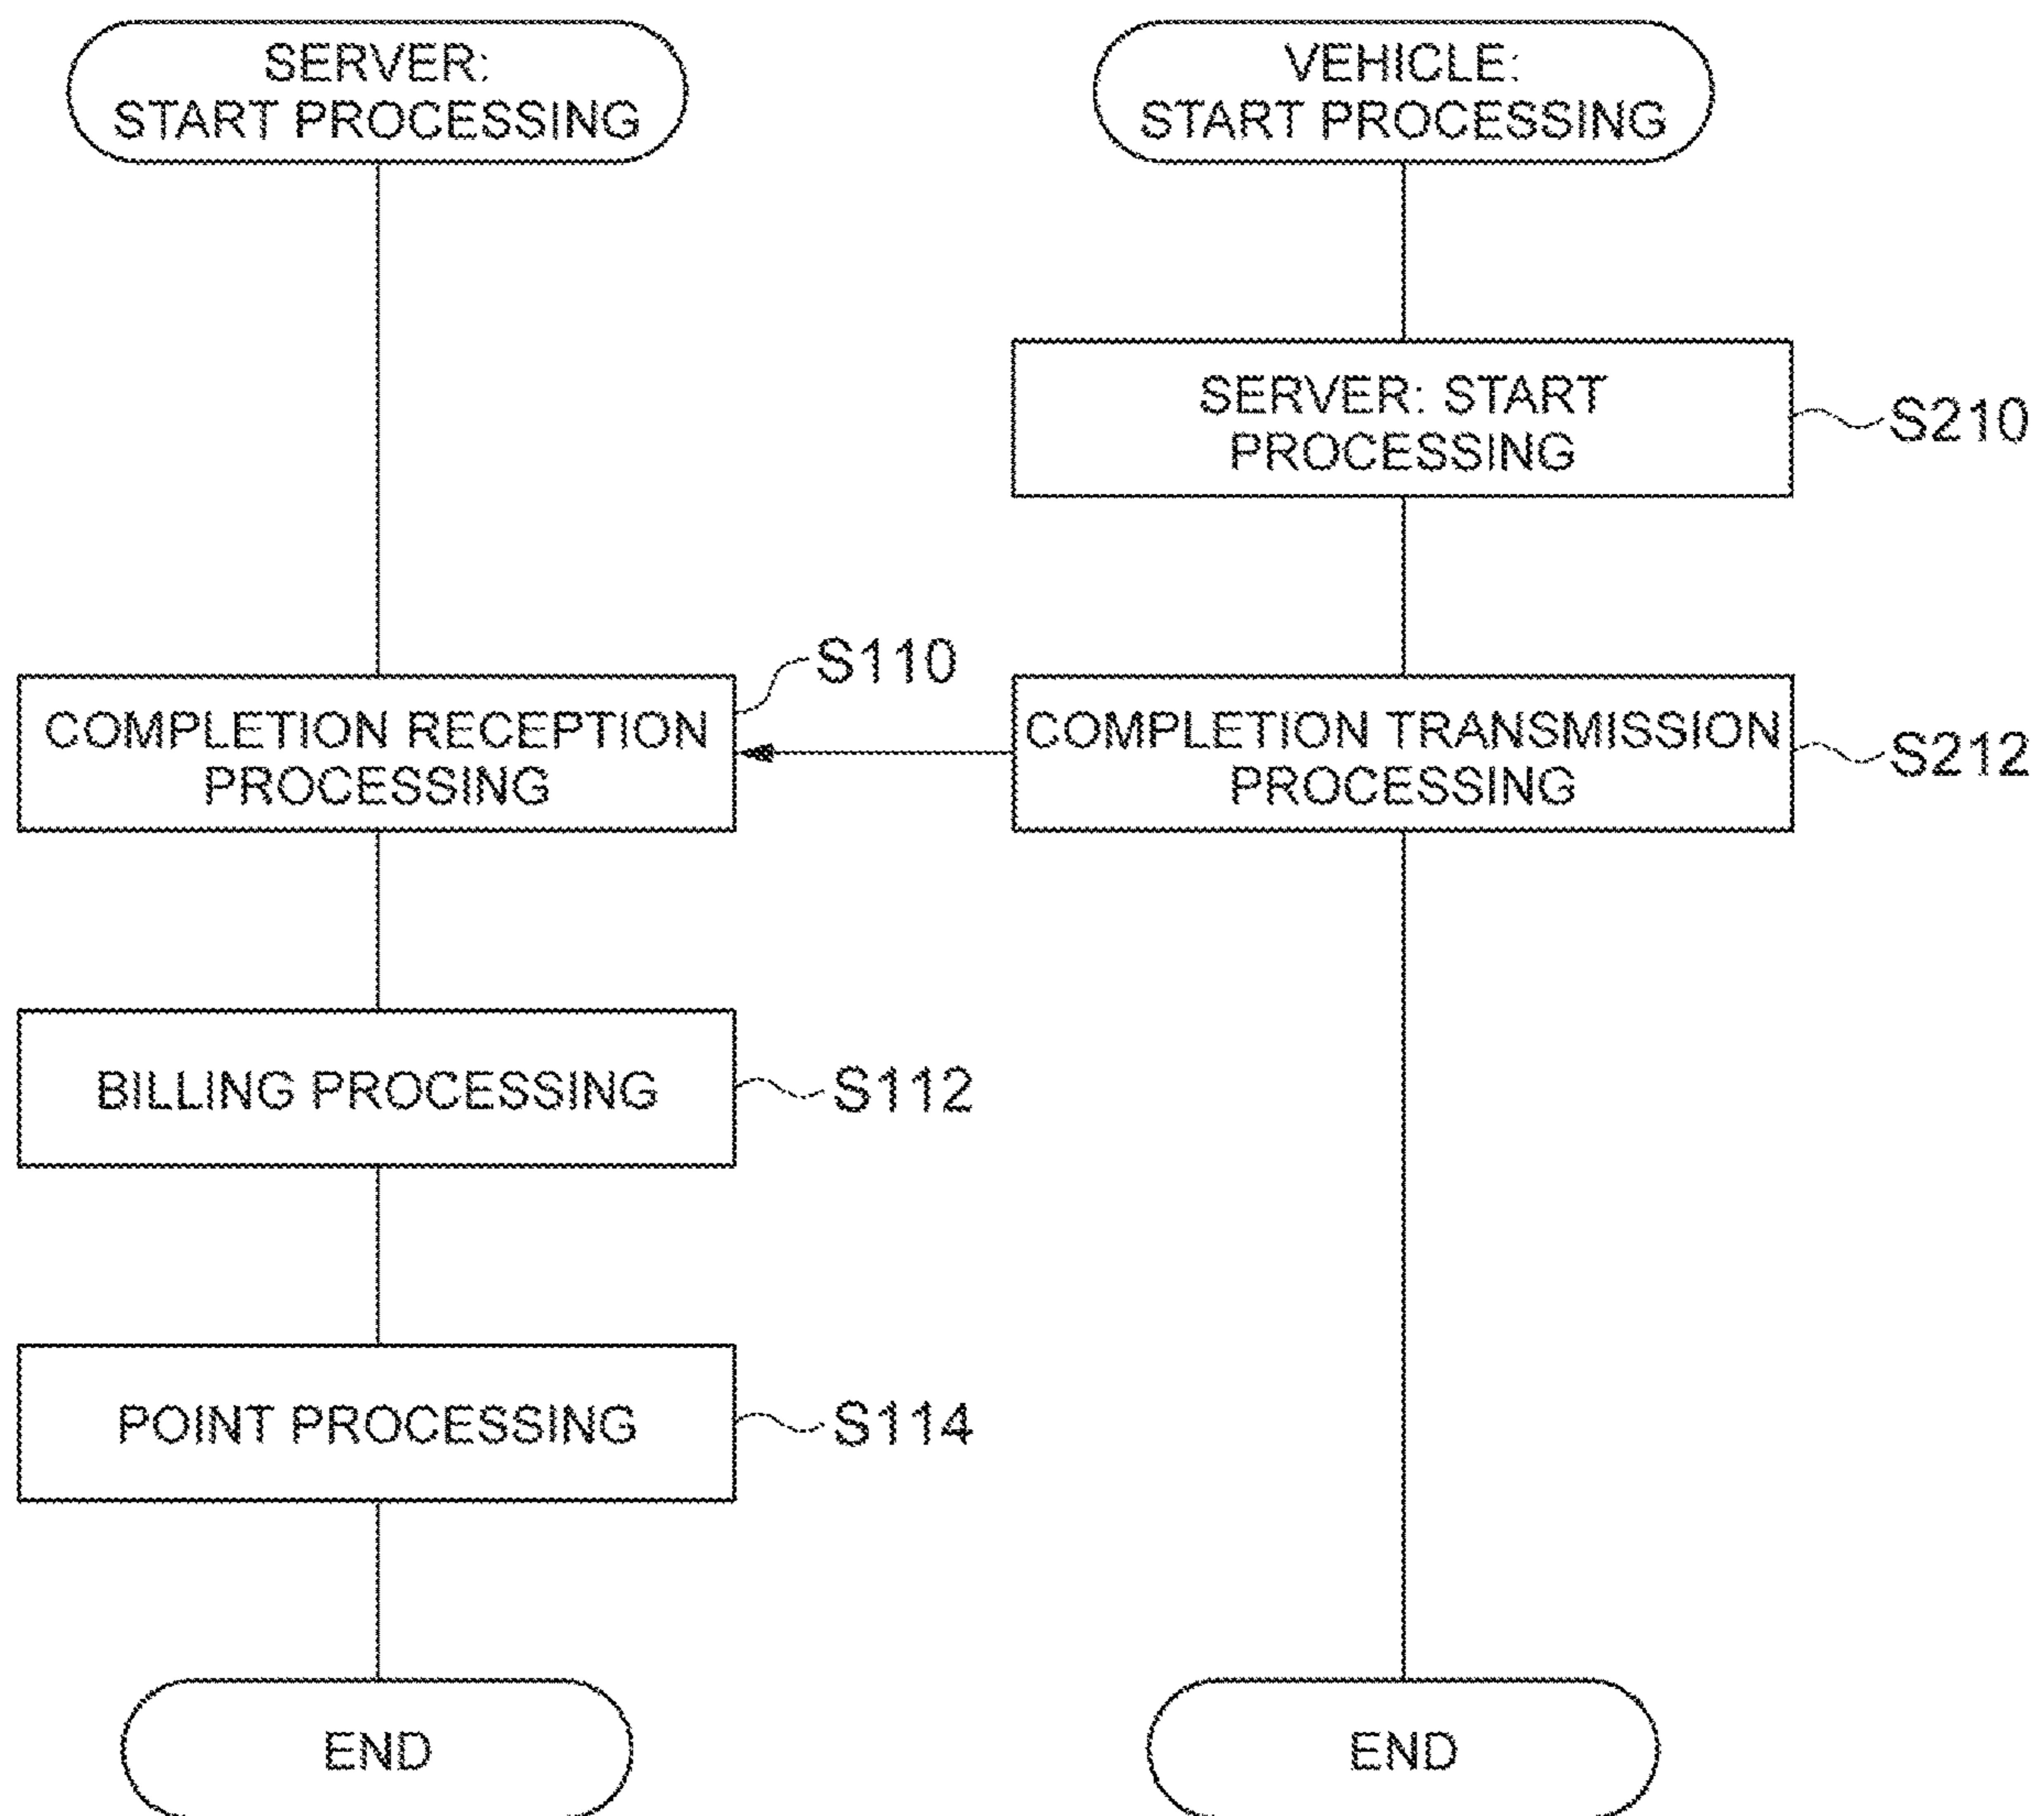 SERVER:
START PROCESSING
VEHICLE:
START PROCESSING
SERVER: START
PROCESSING
S210
S110
COMPLETION RECEPTION
PROCESSING
COMPLETION TRANSMISSION
PROCESSING
S212
BILLING PROCESSING
S112
POINT PROCESSING
S114
END
END